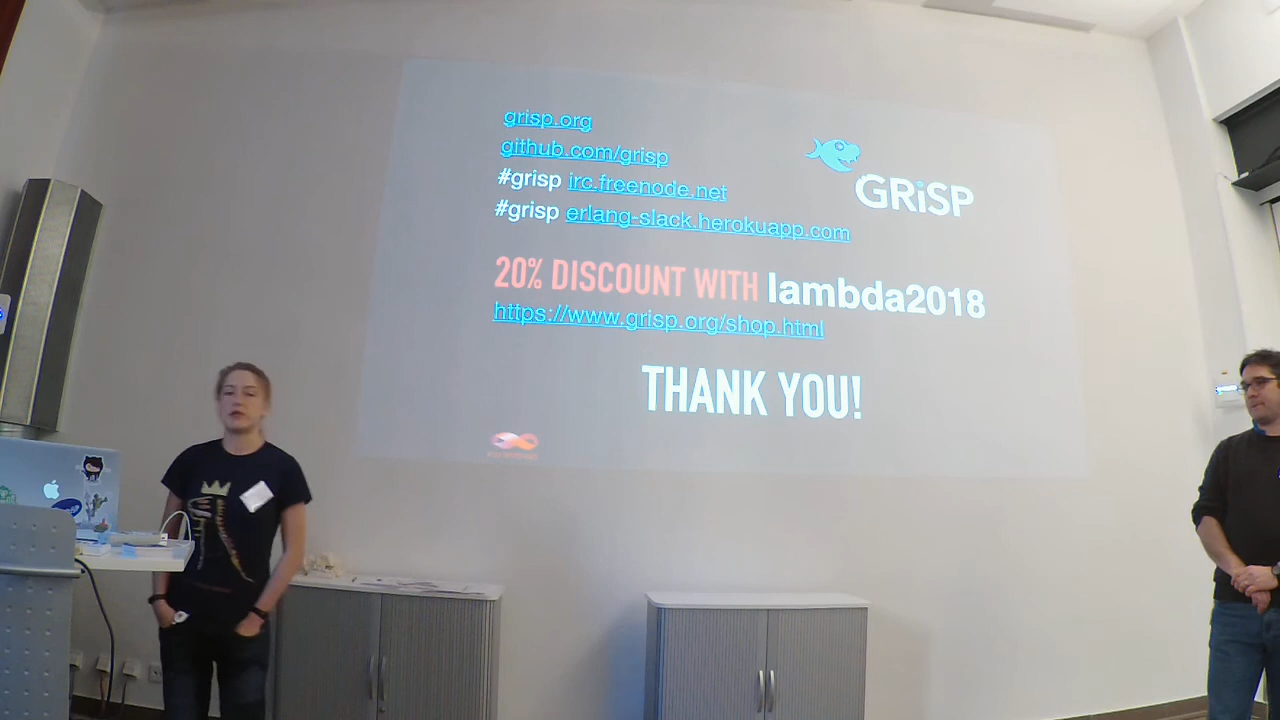 grisp.org
github.com/grisp
#grisp irc.freenode.net
#grisp erlang-slack.herokuapp.com
GRiSP
20% DISCOUNT WITH lambda2018
https://www.grisp.org/shop.html
THANK YOU!